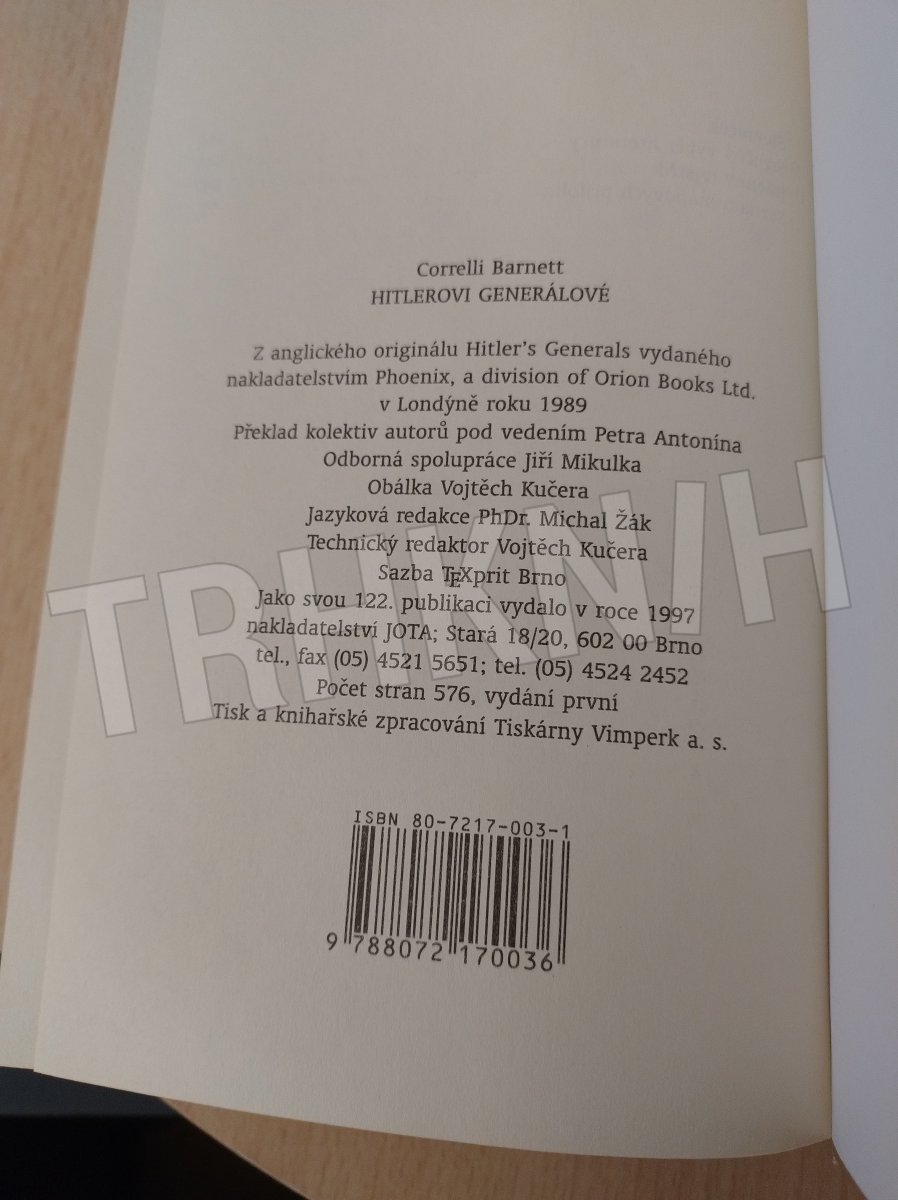 Correlli Barnett
HITLEROVI GENERÁLOVÉ
Z anglického originálu Hitler's Generals vydaného
nakladatelstvím Phoenix, a division of Orion Books Ltd.
v Londýně roku 1989
Překlad kolektiv autorů pod vedením Petra Antonína
Odborná spolupráce Jiří Mikulka
Obálka Vojtěch Kučera
Jazyková redakce PhDr. Michal Žák
Technický redaktor Vojtěch Kučera
Sazba TEXprit Brno
Jako svou 122. publikaci vydalo v roce 1997
nakladatelství JOTA; Stará 18/20, 602 00 Brno
tel., fax (05) 4521 5651; tel. (05) 4524 2452
Počet stran 576, vydání první
Tisk a knihařské zpracování Tiskárny Vimperk a. s.
ISBN 80-7217-003-1
9 788072 170036
TRHKNIH